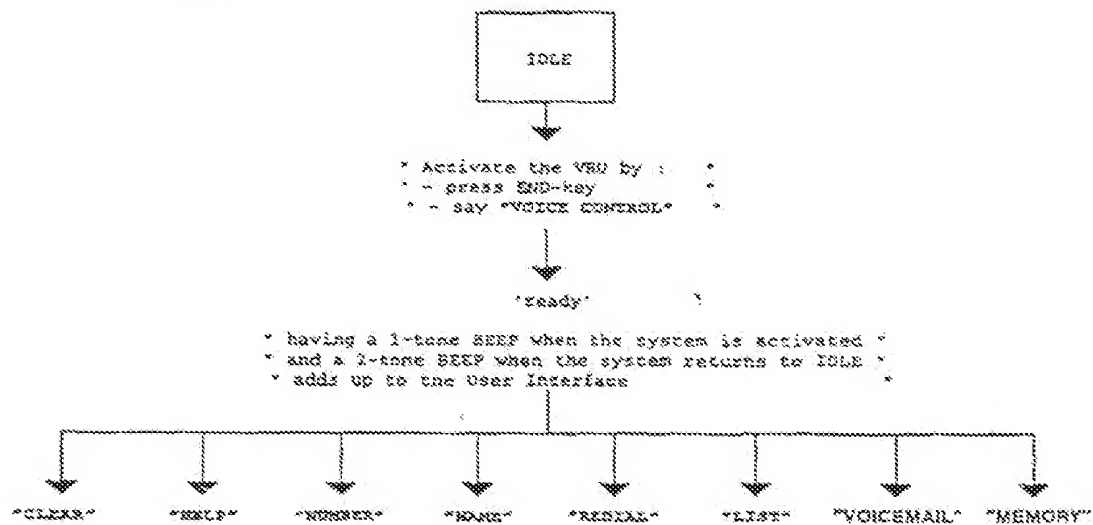 IDLE
* Activate the VRU by : *
* - press END-key *
* - say "VOICE CONTROL" *
'ready'
* having a 1-tone BEEP when the system is activated *
* and a 2-tone BEEP when the system returns to IDLE *
* adds up to the User Interface *
"CLEAR" "HELP" "NUMBER" "NAME" "REDIAL" "LIST" "VOICEMAIL" "MEMORY"